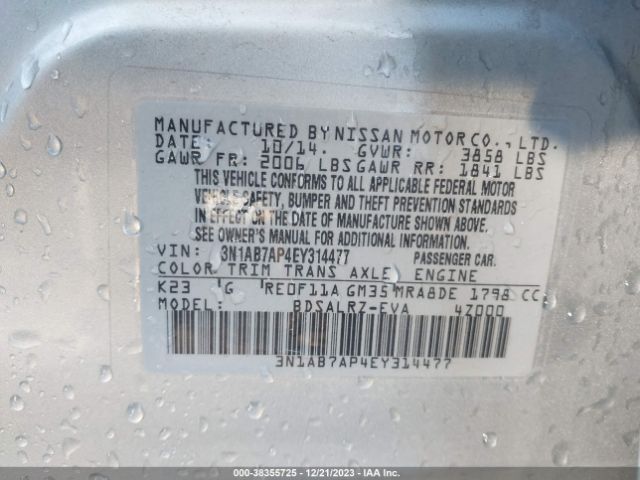 MANUFACTURED BY NISSAN MOTOR CO., LTD.
DATE: 10/14. GVWR: 3858 LBS
GAWR FR: 2006 LBS GAWR RR: 1841 LBS
THIS VEHICLE CONFORMS TO ALL APPLICABLE FEDERAL MOTOR
VEHICLE SAFETY, BUMPER AND THEFT PREVENTION STANDARDS
IN EFFECT ON THE DATE OF MANUFACTURE SHOWN ABOVE.
SEE OWNER'S MANUAL FOR ADDITIONAL INFORMATION
VIN: 3N1AB7AP4EY314477 PASSENGER CAR.
COLOR TRIM TRANS AXLE ENGINE
K23 G RE0F11A GM35 MRA8DE 1798 CC
MODEL: BDSALRZ-EVA 4Z000
3N1AB7AP4EY314477
000-38355725 - 12/21/2023 - IAA Inc.